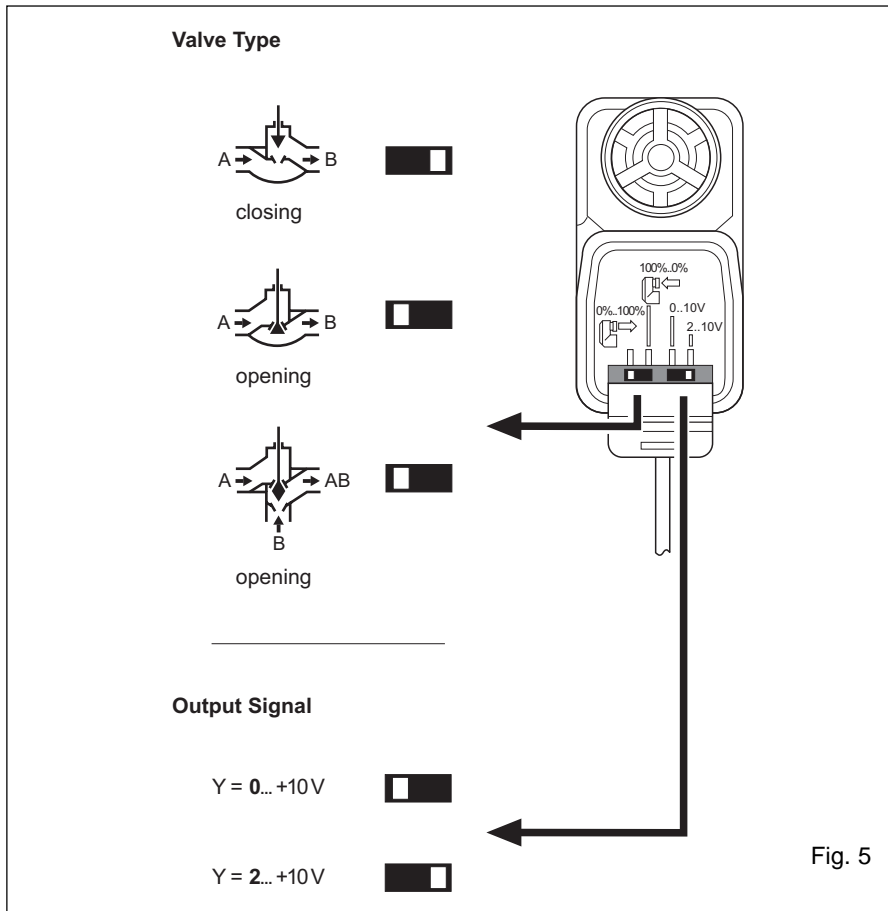 Valve Type
A B
closing
A B
opening
A AB
B
opening
100%..0%
0%..100% 0..10V
2..10V
Output Signal
Y = 0... +10V
Y = 2... +10V
Fig. 5